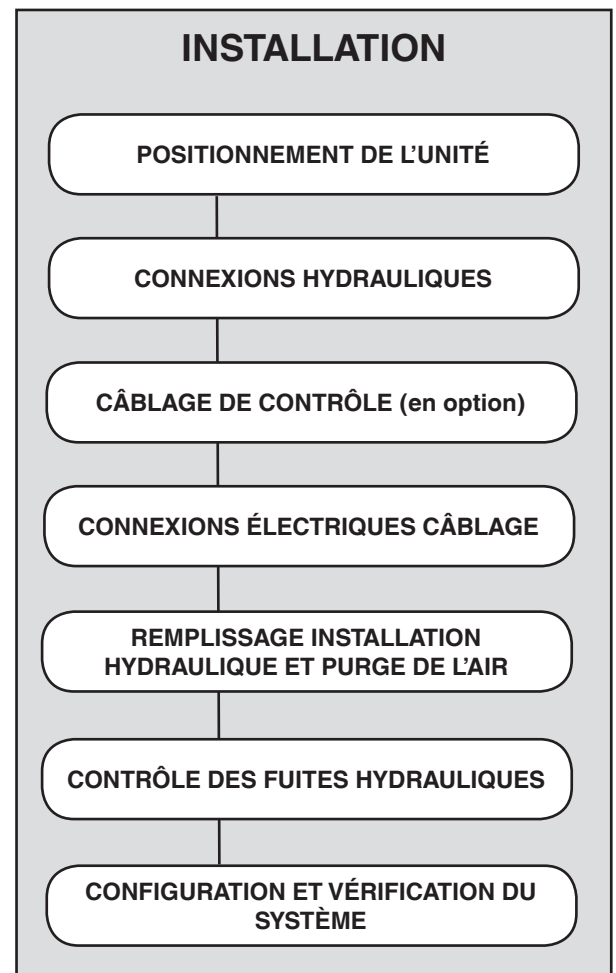 INSTALLATION
POSITIONNEMENT DE L’UNITÉ
CONNEXIONS HYDRAULIQUES
CÂBLAGE DE CONTRÔLE (en option)
CONNEXIONS ÉLECTRIQUES CÂBLAGE
REMPLISSAGE INSTALLATION
HYDRAULIQUE ET PURGE DE L’AIR
CONTRÔLE DES FUITES HYDRAULIQUES
CONFIGURATION ET VÉRIFICATION DU
SYSTÈME